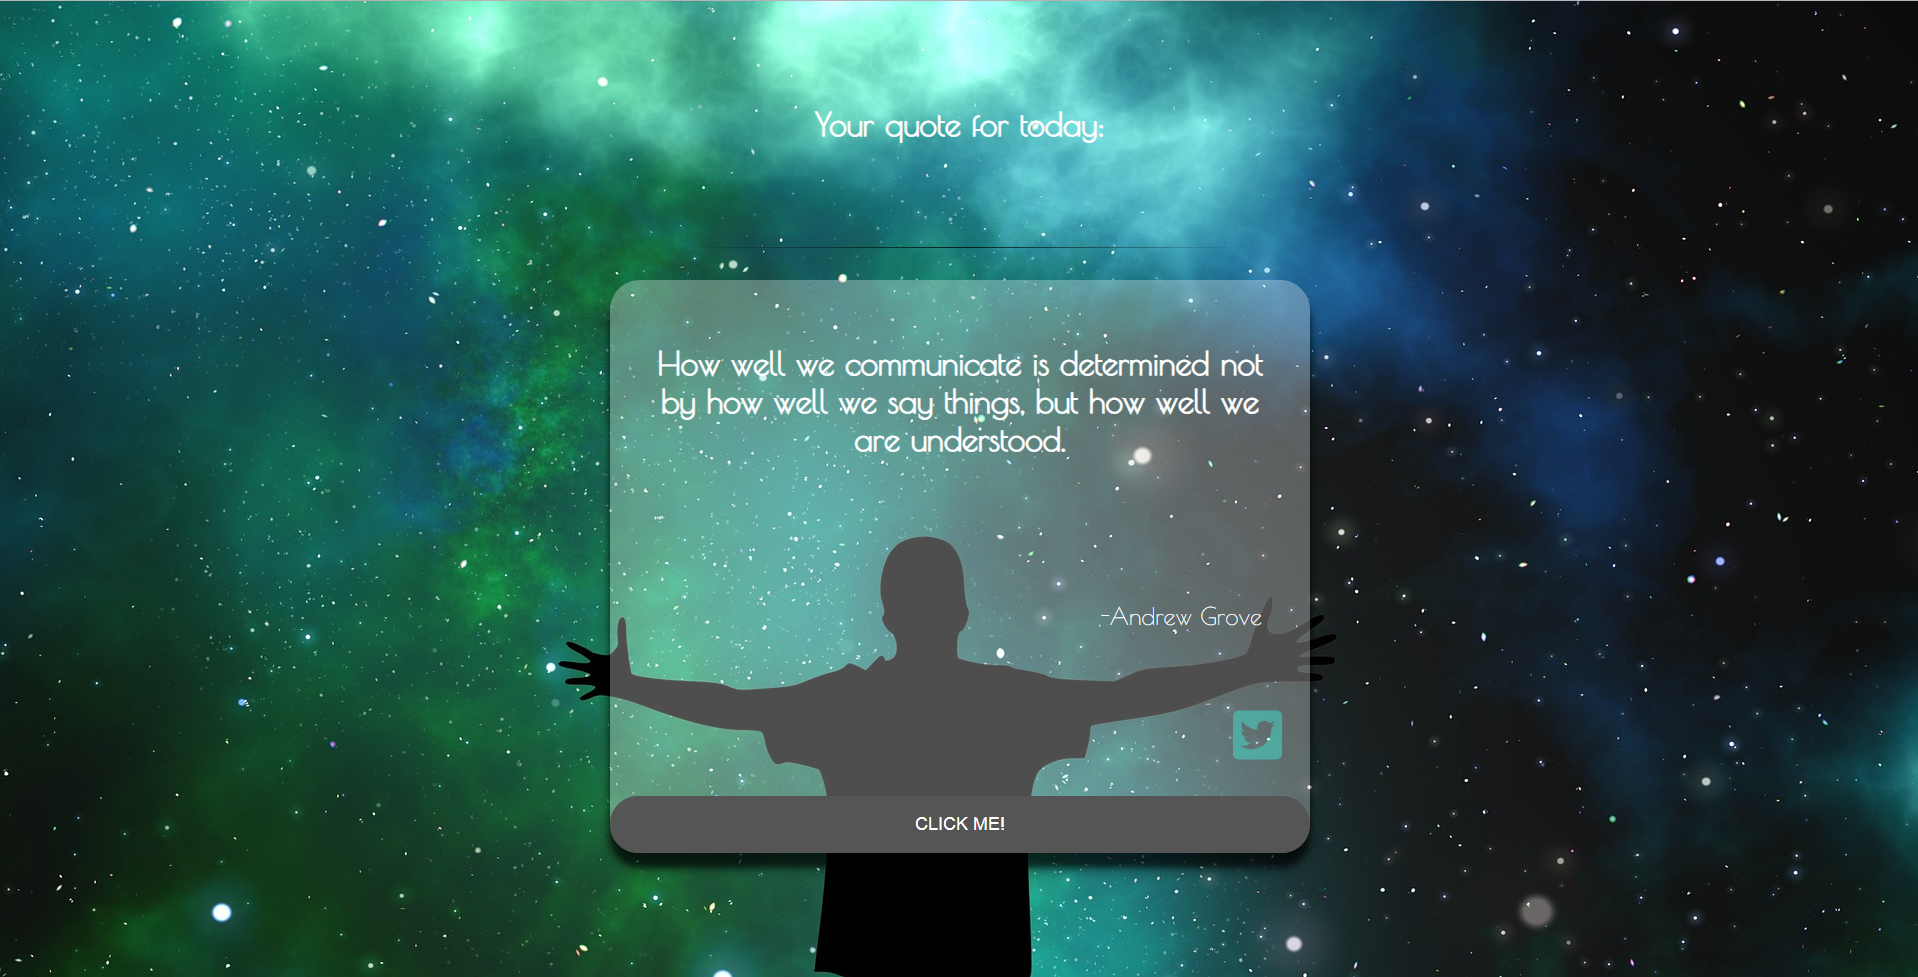 Your quote for today:
How well we communicate is determined not
by how well we say things, but how well we
are understood.
-Andrew Grove
CLICK ME!